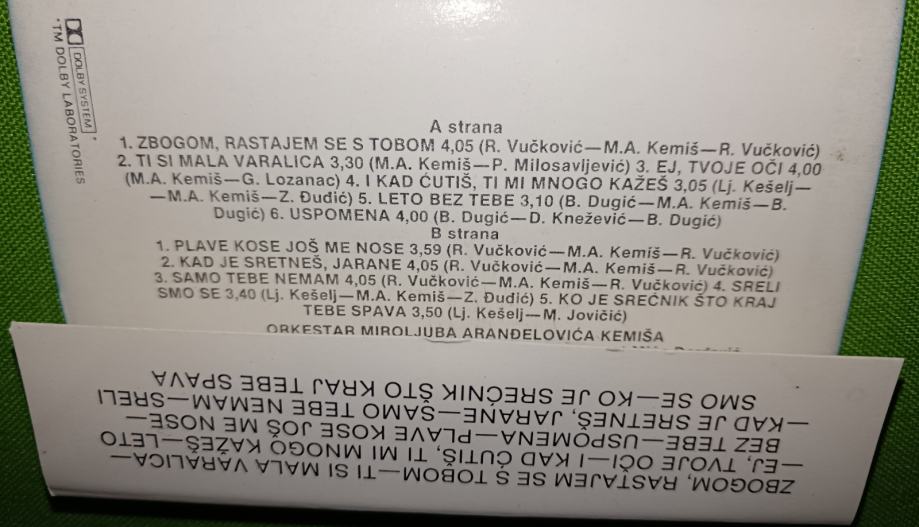 DOLBY SYSTEM
*TM DOLBY LABORATORIES
A strana
1. ZBOGOM, RASTAJEM SE S TOBOM 4,05 (R. Vučković—M.A. Kemiš—R. Vučković)
2. TI SI MALA VARALICA 3,30 (M.A. Kemiš—P. Milosavljević) 3. EJ, TVOJE OČI 4,00
(M.A. Kemiš—G. Lozanac) 4. I KAD ĆUTIŠ, TI MI MNOGO KAŽEŠ 3,05 (Lj. Kešelj—
—M.A. Kemiš—Z. Đudić) 5. LETO BEZ TEBE 3,10 (B. Dugić—M.A. Kemiš—B.
Dugić) 6. USPOMENA 4,00 (B. Dugić—D. Knežević—B. Dugić)
B strana
1. PLAVE KOSE JOŠ ME NOSE 3,59 (R. Vučković—M.A. Kemiš—R. Vučković)
2. KAD JE SRETNEŠ, JARANE 4,05 (R. Vučković—M.A. Kemiš—R. Vučković)
3. SAMO TEBE NEMAM 4,05 (R. Vučković—M.A. Kemiš—R. Vučković) 4. SRELI
SMO SE 3,40 (Lj. Kešelj—M.A. Kemiš—Z. Đudić) 5. KO JE SREĆNIK ŠTO KRAJ
TEBE SPAVA 3,50 (Lj. Kešelj—M. Jovičić)
ORKESTAR MIROLJUBA ARANĐELOVIĆA KEMIŠA
ZBOGOM, RASTAJEM SE S TOBOM—TI SI MALA VARALICA—
—EJ, TVOJE OČI—I KAD ĆUTIŠ, TI MI MNOGO KAŽEŠ—LETO
BEZ TEBE—USPOMENA—PLAVE KOSE JOŠ ME NOSE—
—KAD JE SRETNEŠ, JARANE—SAMO TEBE NEMAM—SRELI
SMO SE—KO JE SREĆNIK ŠTO KRAJ TEBE SPAVA